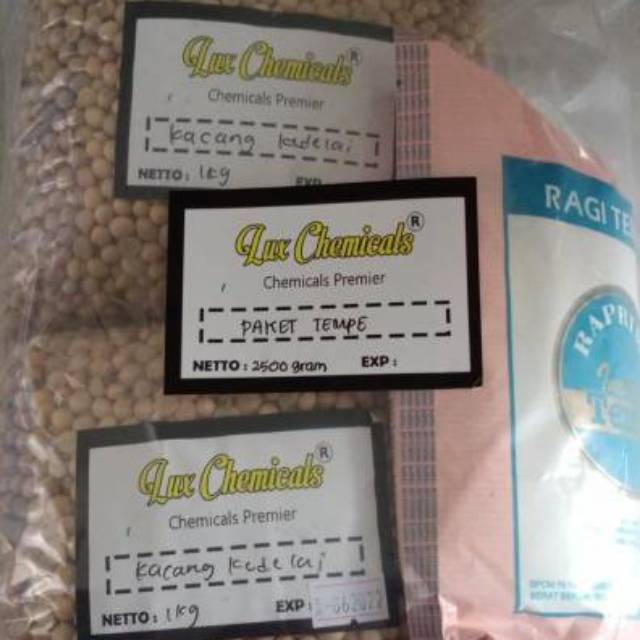 Lux Chemicals®
Chemicals Premier
Kacang kedelai
NETTO: 1kg EXP
Lux Chemicals®
Chemicals Premier
PAKET TEMPE
NETTO: 2500 gram EXP:
Lux Chemicals®
Chemicals Premier
Kacang kedelai
NETTO: 1kg EXP:
RAGI TE
RAPRI